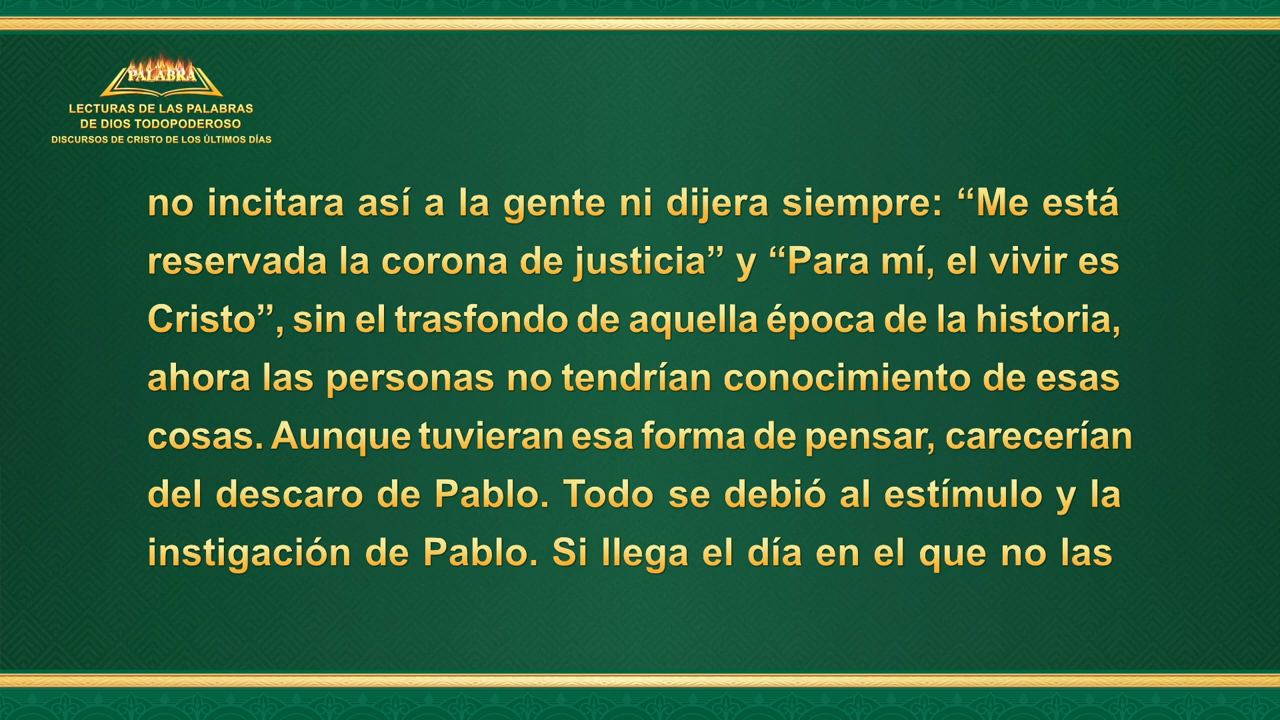 PALABRA
LECTURAS DE LAS PALABRAS
DE DIOS TODOPODEROSO
DISCURSOS DE CRISTO DE LOS ÚLTIMOS DÍAS
no incitara así a la gente ni dijera siempre: “Me está
reservada la corona de justicia” y “Para mí, el vivir es
Cristo”, sin el trasfondo de aquella época de la historia,
ahora las personas no tendrían conocimiento de esas
cosas. Aunque tuvieran esa forma de pensar, carecerían
del descaro de Pablo. Todo se debió al estímulo y la
instigación de Pablo. Si llega el día en el que no las